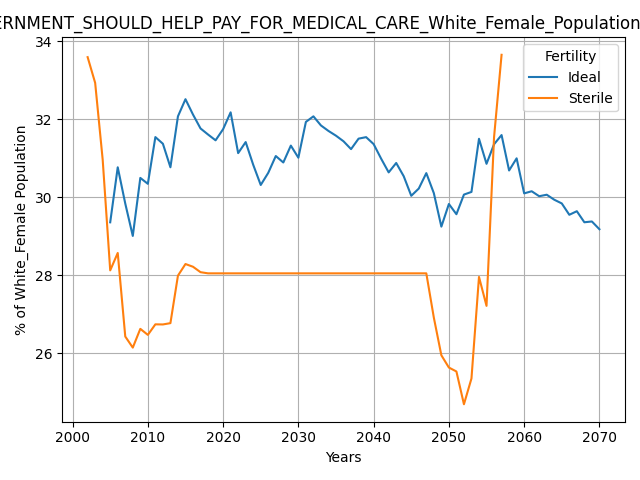 ERNMENT_SHOULD_HELP_PAY_FOR_MEDICAL_CARE_White_Female_Population
34
32
30
28
26
% of White_Female Population
Fertility
Ideal
Sterile
2000 2010 2020 2030 2040 2050 2060 2070
Years